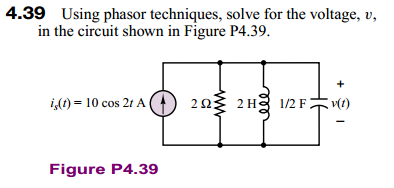 4.39 Using phasor techniques, solve for the voltage, v,
in the circuit shown in Figure P4.39.
+
iₛ(t) = 10 cos 2t A 2 Ω 2 H 1/2 F v(t)
−
Figure P4.39